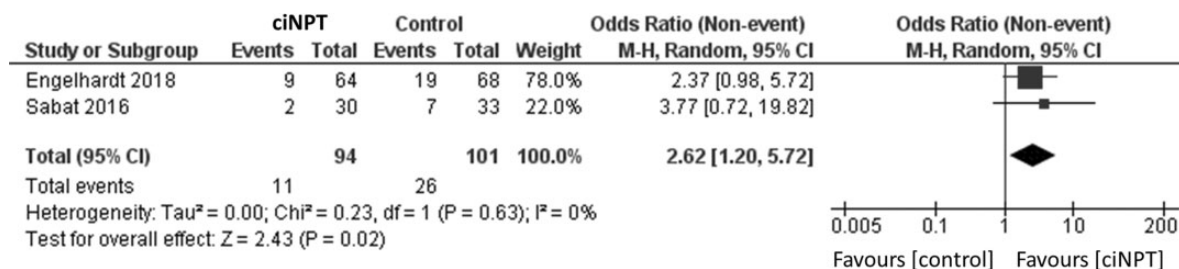 ciNPT Control Odds Ratio (Non-event) Odds Ratio (Non-event)
Study or Subgroup Events Total Events Total Weight M-H, Random, 95% CI M-H, Random, 95% CI
Engelhardt 2018 9 64 19 68 78.0% 2.37 [0.98, 5.72]
Sabat 2016 2 30 7 33 22.0% 3.77 [0.72, 19.82]
Total (95% CI) 94 101 100.0% 2.62 [1.20, 5.72]
Total events 11 26
Heterogeneity: Tau² = 0.00; Chi² = 0.23, df = 1 (P = 0.63); I² = 0%
Test for overall effect: Z = 2.43 (P = 0.02)
0.005 0.1 1 10 200
Favours [control] Favours [ciNPT]